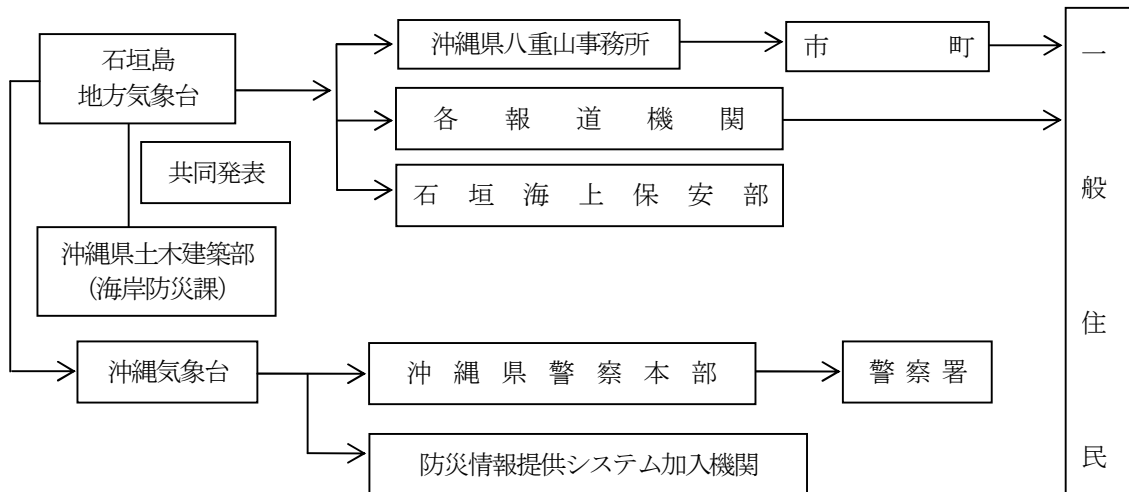 石垣島
地方気象台
共同発表
沖縄県土木建築部
(海岸防災課)
沖縄県八重山事務所
市　町
各報道機関
石垣海上保安部
沖縄気象台
沖縄県警察本部
警察署
防災情報提供システム加入機関
一般住民